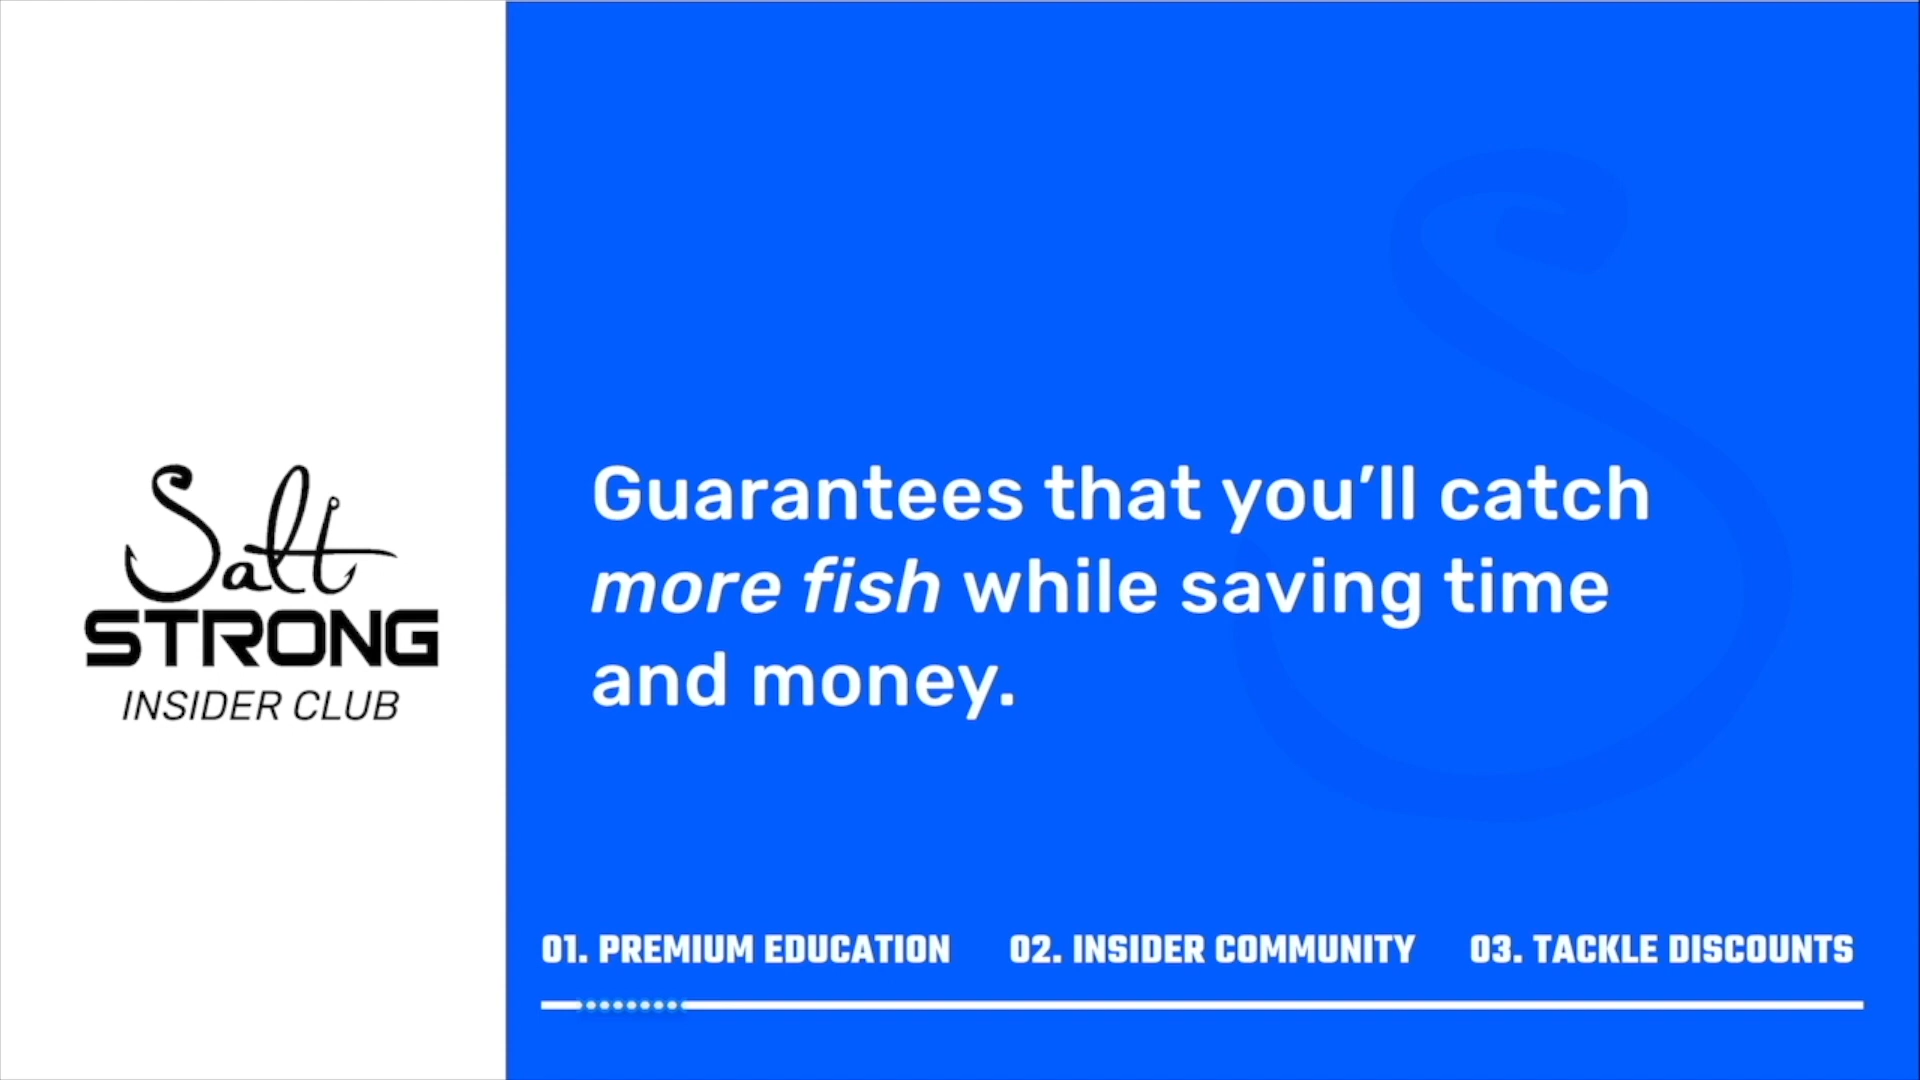 Salt
STRONG
INSIDER CLUB
Guarantees that you’ll catch
more fish while saving time
and money.
01. PREMIUM EDUCATION 02. INSIDER COMMUNITY 03. TACKLE DISCOUNTS